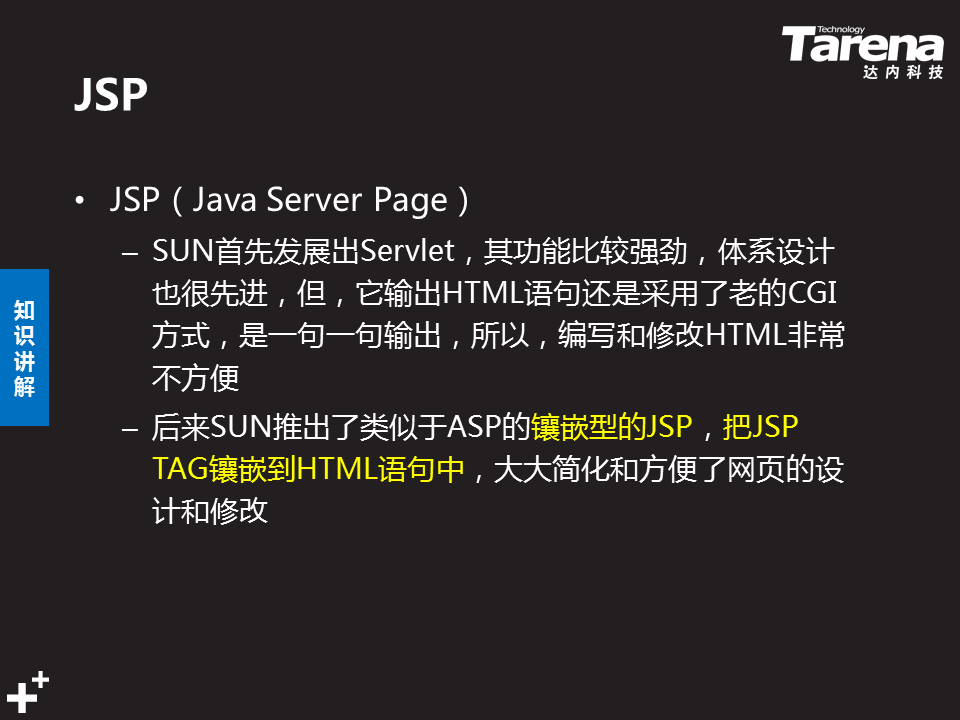 Technology
Tarena
达内科技
JSP
• JSP（Java Server Page）
– SUN首先发展出Servlet，其功能比较强劲，体系设计
也很先进，但，它输出HTML语句还是采用了老的CGI
方式，是一句一句输出，所以，编写和修改HTML非常
不方便
– 后来SUN推出了类似于ASP的镶嵌型的JSP，把JSP
TAG镶嵌到HTML语句中，大大简化和方便了网页的设
计和修改
知
识
讲
解